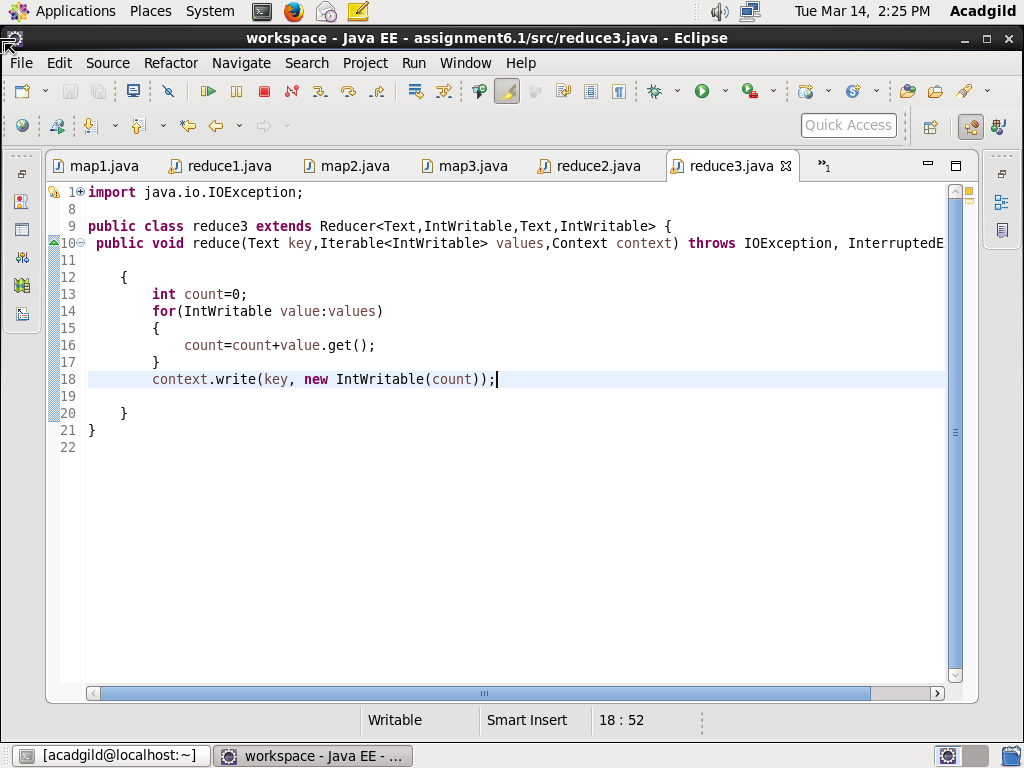 Applications Places System Tue Mar 14, 2:25 PM Acadgild
workspace - Java EE - assignment6.1/src/reduce3.java - Eclipse
File Edit Source Refactor Navigate Search Project Run Window Help
Quick Access
map1.java reduce1.java map2.java map3.java reduce2.java reduce3.java »1
1 import java.io.IOException;
8
9 public class reduce3 extends Reducer<Text,IntWritable,Text,IntWritable> {
10 public void reduce(Text key,Iterable<IntWritable> values,Context context) throws IOException, InterruptedE
11
12 {
13 int count=0;
14 for(IntWritable value:values)
15 {
16 count=count+value.get();
17 }
18 context.write(key, new IntWritable(count));
19
20 }
21 }
22
Writable Smart Insert 18 : 52
[acadgild@localhost:~] workspace - Java EE - ...